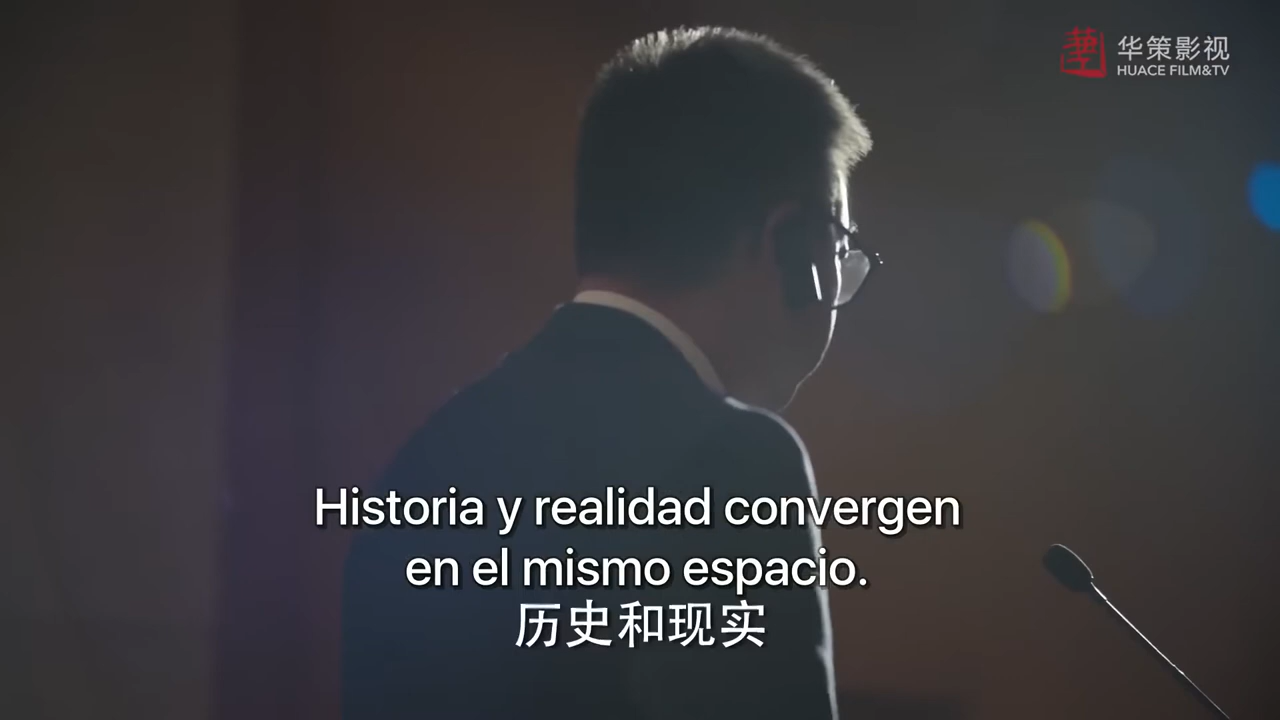 华策影视
HUACE FILM&TV
Historia y realidad convergen
en el mismo espacio.
历史和现实